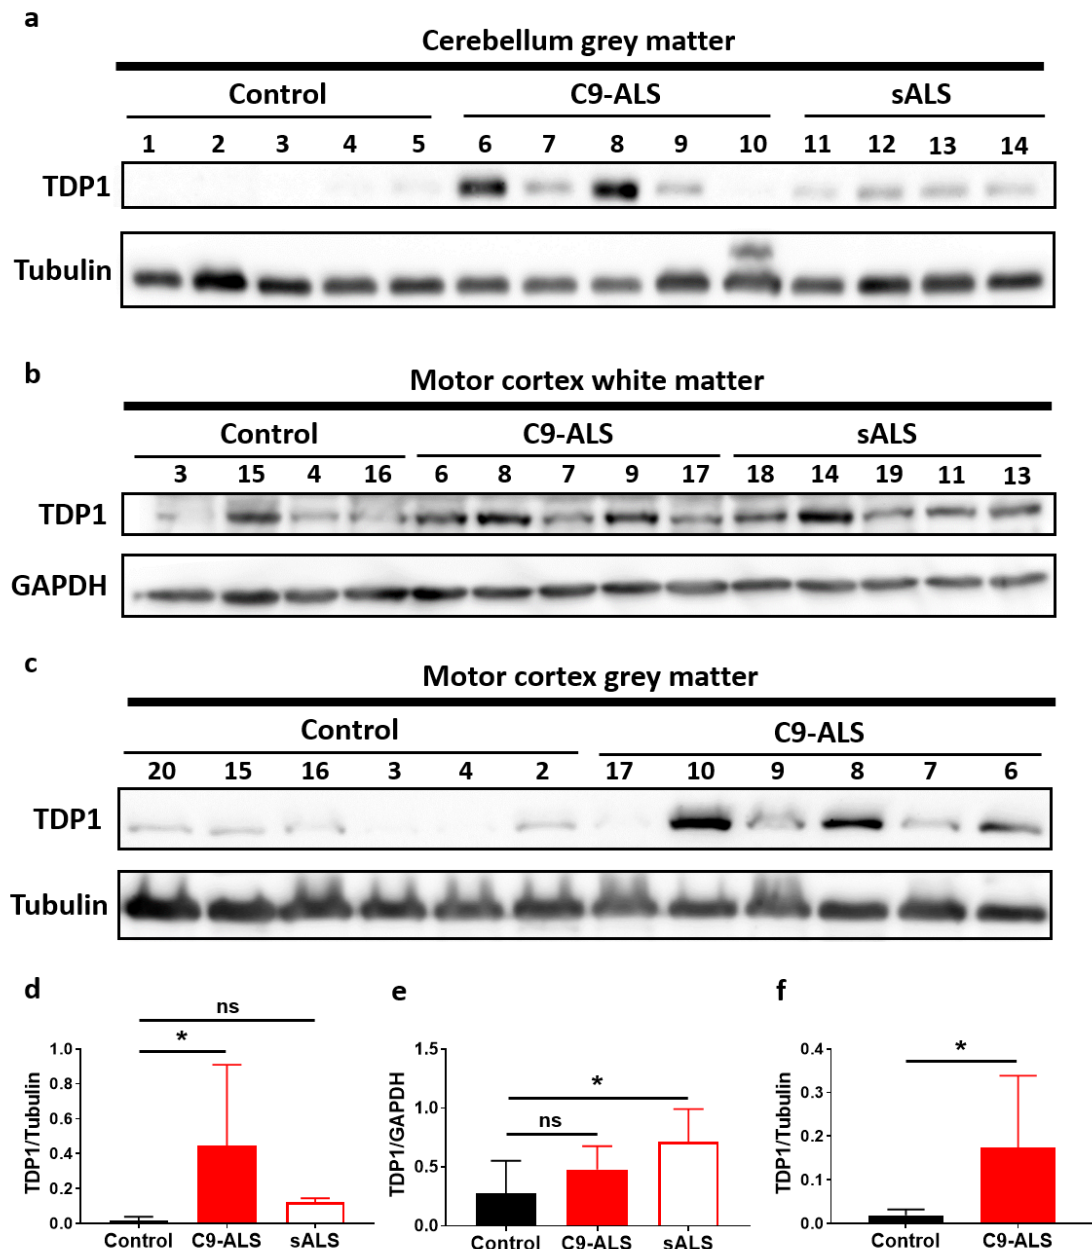 a
Cerebellum grey matter
Control C9-ALS sALS
1 2 3 4 5 6 7 8 9 10 11 12 13 14
TDP1
Tubulin
b
Motor cortex white matter
Control C9-ALS sALS
3 15 4 16 6 8 7 9 17 18 14 19 11 13
TDP1
GAPDH
c
Motor cortex grey matter
Control C9-ALS
20 15 16 3 4 2 17 10 9 8 7 6
TDP1
Tubulin
d
ns
*
TDP1/Tubulin
1.0
0.8
0.6
0.4
0.2
0.0
Control C9-ALS sALS
e
*
ns
TDP1/GAPDH
1.5
1.0
0.5
0.0
Control C9-ALS sALS
f
*
TDP1/Tubulin
0.4
0.3
0.2
0.1
0.0
Control C9-ALS